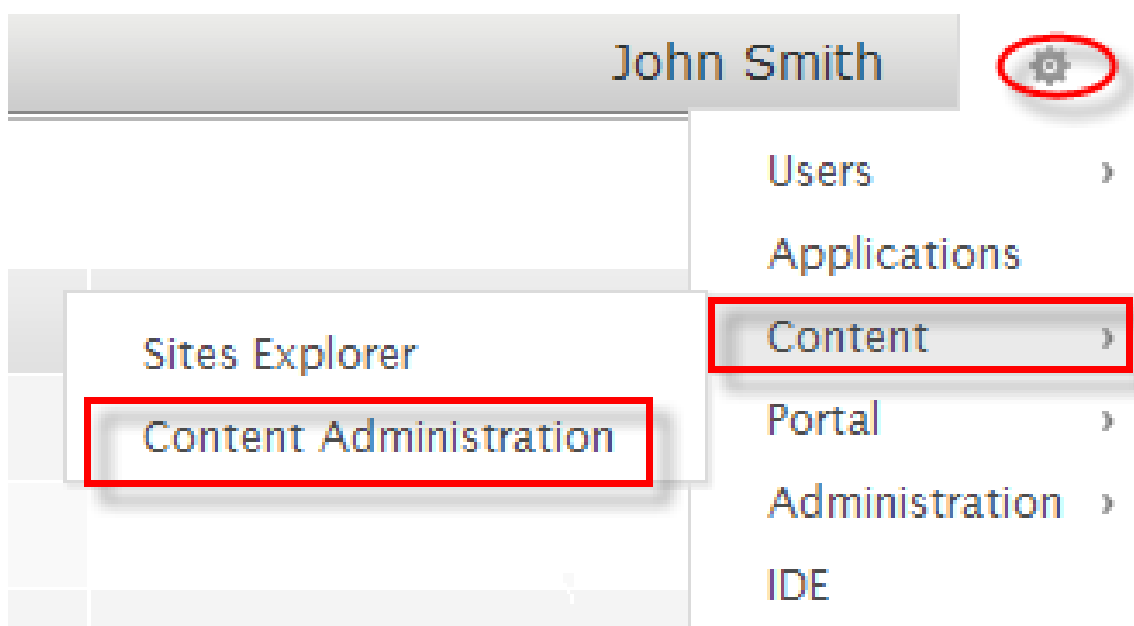 John Smith
Users
Applications
Content
Portal
Administration
IDE
Sites Explorer
Content Administration